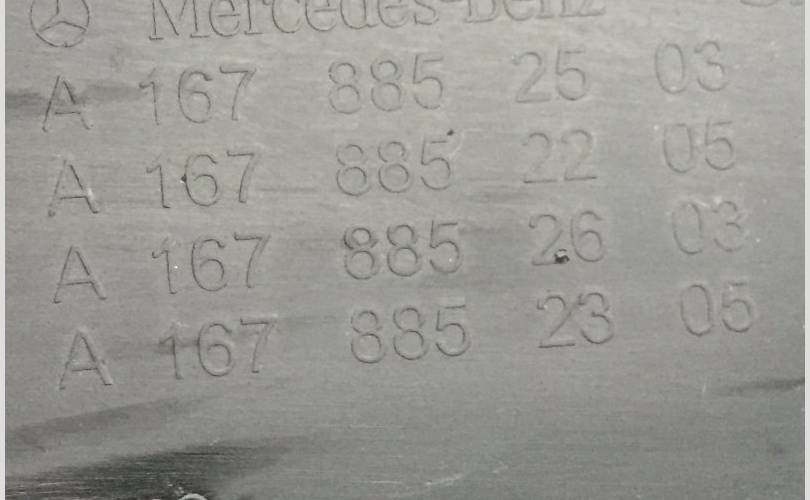 Mercedes-Benz
A 167 885 25 03
A 167 885 22 05
A 167 885 26 03
A 167 885 23 05